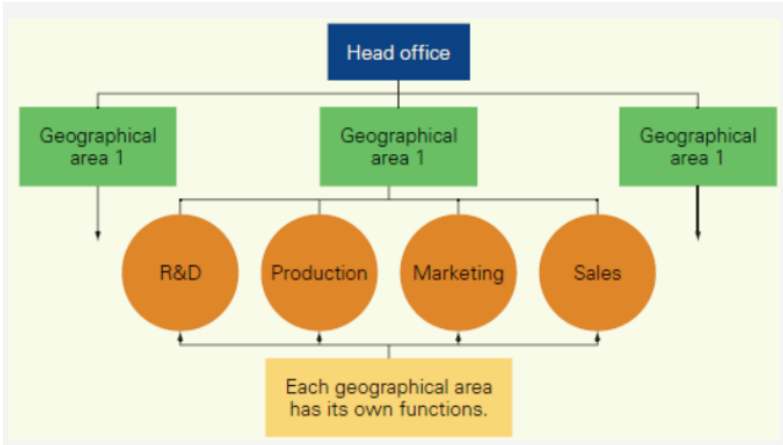 Head office
Geographical
area 1
Geographical
area 1
Geographical
area 1
R&D
Production
Marketing
Sales
Each geographical area
has its own functions.